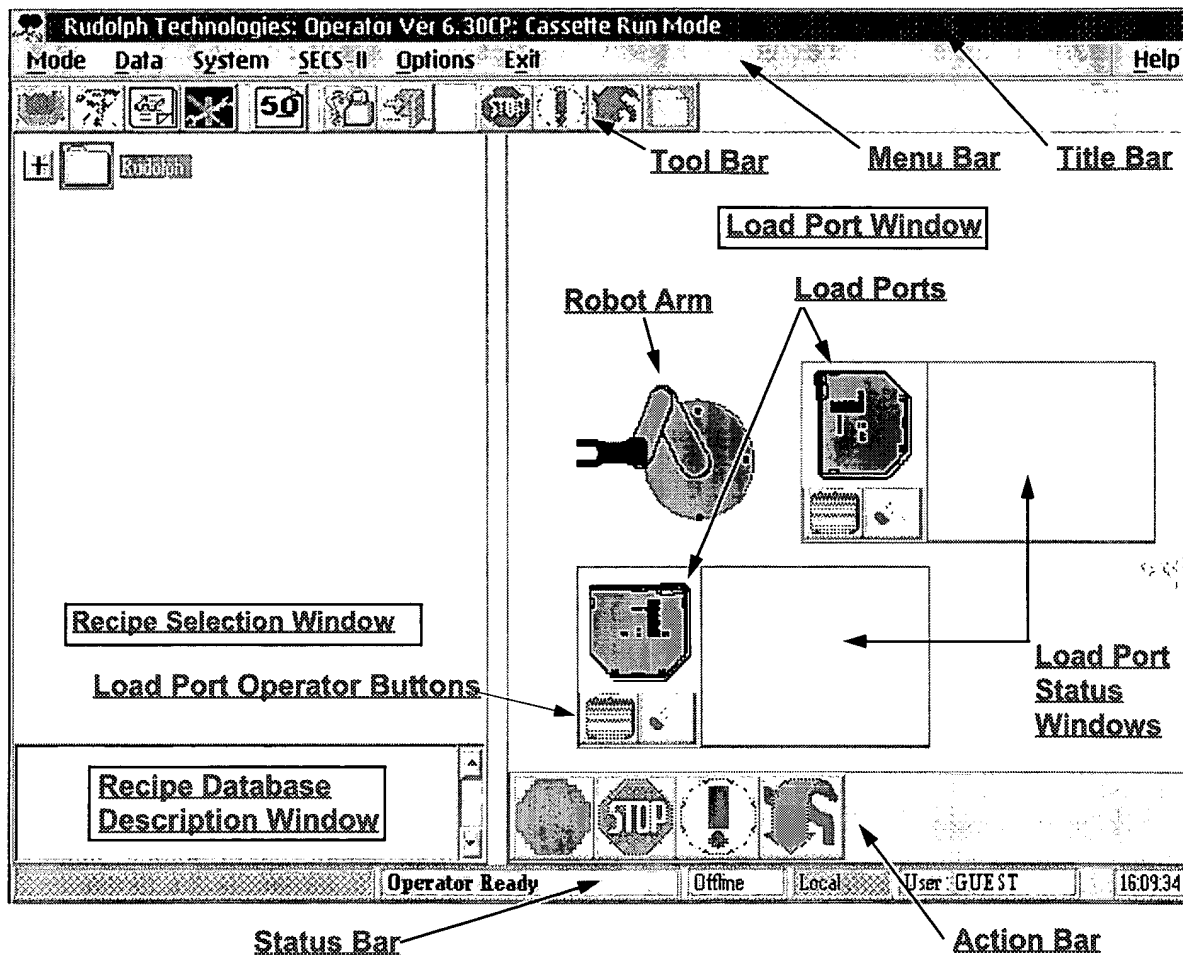 Rudolph Technologies: Operator Ver 6.30CP: Cassette Run Mode
Mode Data System SECS-II Options Exit Help
50 STOP
Tool Bar Menu Bar Title Bar
Rudolph
Load Port Window
Robot Arm Load Ports
Recipe Selection Window
Load Port Operator Buttons
Load Port
Status
Windows
Recipe Database
Description Window
STOP
Operator Ready Offline Local User: GUEST 16:09:34
Status Bar Action Bar